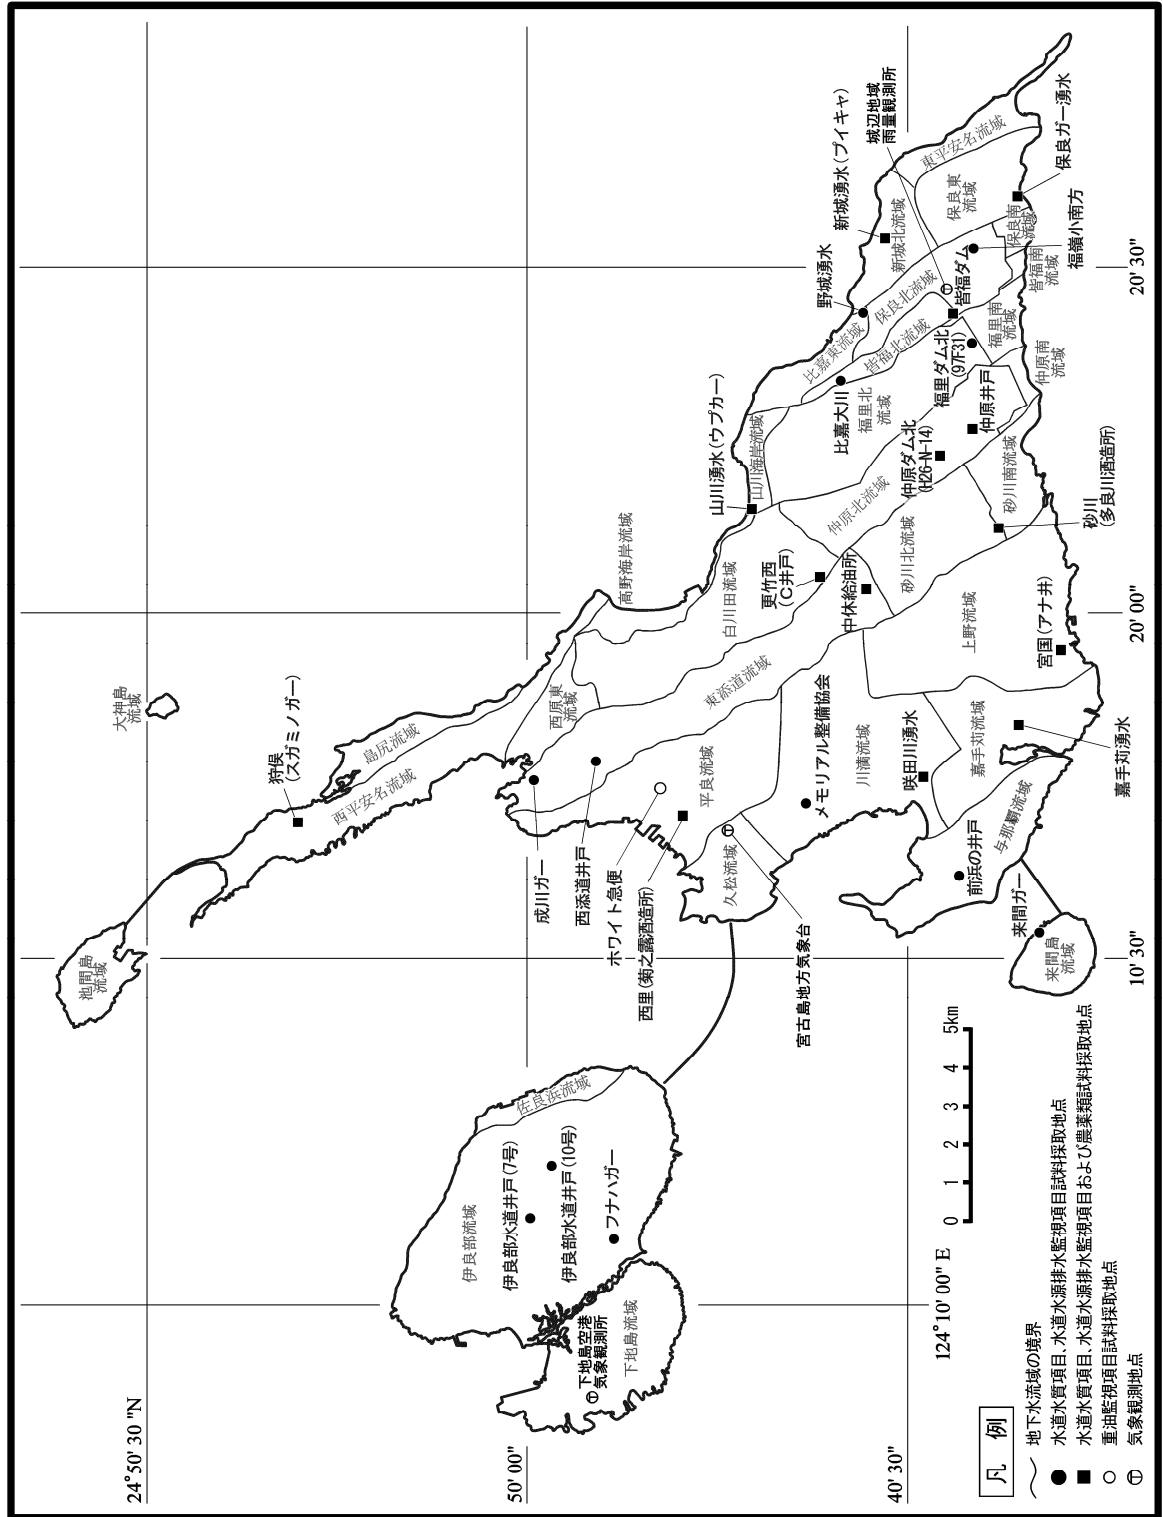 24°50' 30 "N
50' 00"
40' 30"
124°10' 00" E
10' 30"
20' 00"
20' 30"
大神島
流域
狩俣
(スガミノガー)
島尻流域
西平安名流域
池間島
流域
西原東
流域
高野海岸流域
白川田流域
東添道流域
平良流域
久松流域
川満流域
上野流域
嘉手苅流域
与那覇流域
来間島
流域
山川湧水(ウプカー)
山川海岸流域
野城湧水
新城湧水(ブイキャ)
城辺地域
雨量観測所
新城北流域
東平安名流域
保良東
流域
保良ガー湧水
保良南
流域
福嶺小南方
皆福南
流域
皆福ダム
保良北流域
比嘉東流域
皆福北流域
福里南
流域
仲原南
流域
福里ダム北
(97F31)
比嘉大川
福里北
流域
仲原井戸
仲原ダム北
(H26-N-14)
仲原北流域
砂川南流域
砂川
(多良川酒造所)
砂川北流域
更竹西
(C井戸)
中休給油所
宮国(アナ井)
メモリアル整備協会
咲田川湧水
嘉手苅湧水
前浜の井戸
来間ガー
成川ガー
西添道井戸
ホワイト急便
西里(菊之露酒造所)
宮古島地方気象台
佐良浜流域
伊良部流域
伊良部水道井戸(7号)
伊良部水道井戸(10号)
フナハガー
下地島空港
気象観測所
下地島流域
0 1 2 3 4 5km
凡 例
地下水流域の境界
水道水質項目、水道水源排水監視項目試料採取地点
水道水質項目、水道水源排水監視項目および農薬類試料採取地点
重油監視項目試料採取地点
気象観測地点